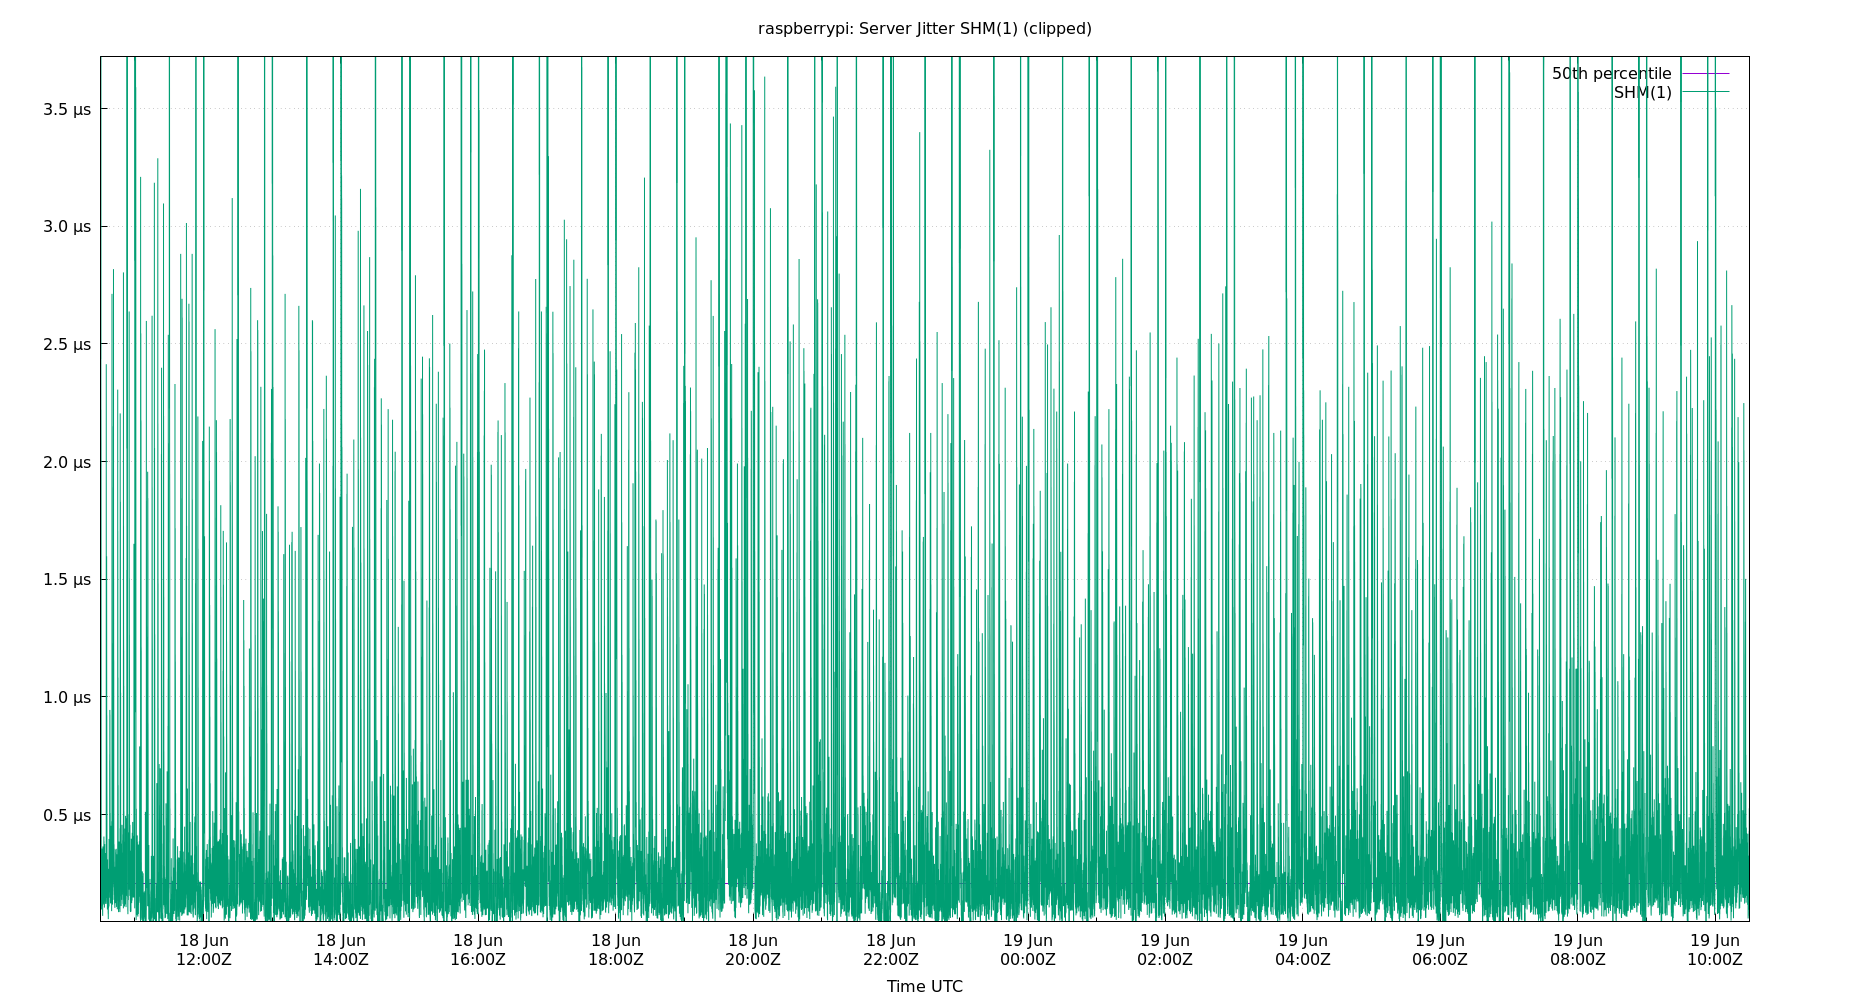 raspberrypi: Server Jitter SHM(1) (clipped)
50th percentile
SHM(1)
3.5 µs
3.0 µs
2.5 µs
2.0 µs
1.5 µs
1.0 µs
0.5 µs
18 Jun 18 Jun 18 Jun 18 Jun 18 Jun 18 Jun 19 Jun 19 Jun 19 Jun 19 Jun 19 Jun 19 Jun
12:00Z 14:00Z 16:00Z 18:00Z 20:00Z 22:00Z 00:00Z 02:00Z 04:00Z 06:00Z 08:00Z 10:00Z
Time UTC